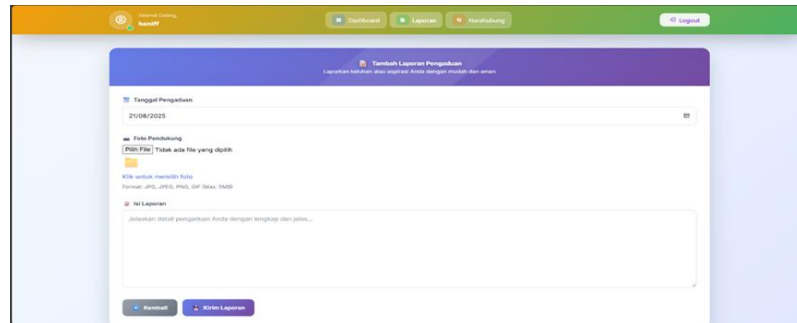 Selamat Datang,
haniff
Dashboard
Laporan
Narahubung
Logout
Tambah Laporan Pengaduan
Laporkan keluhan atau aspirasi Anda dengan mudah dan aman
Tanggal Pengaduan
21/08/2025
Foto Pendukung
Pilih File Tidak ada file yang dipilih
Klik untuk memilih foto
Format: JPG, JPEG, PNG, GIF (Max: 5MB)
Isi Laporan
Jelaskan detail pengaduan Anda dengan lengkap dan jelas...
Kembali
Kirim Laporan